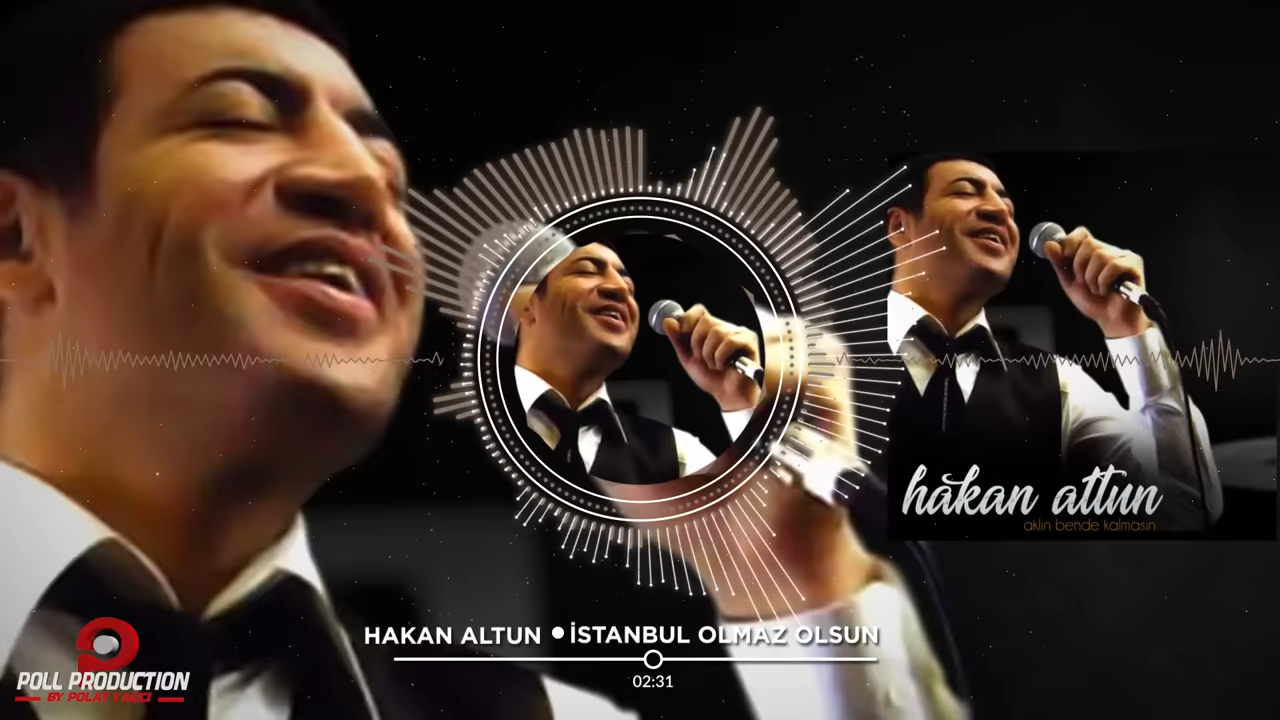 hakan altun
aklın bende kalmasın
HAKAN ALTUN ● İSTANBUL OLMAZ OLSUN
02:31
POLL PRODUCTION
BY POLAT YAĞCI